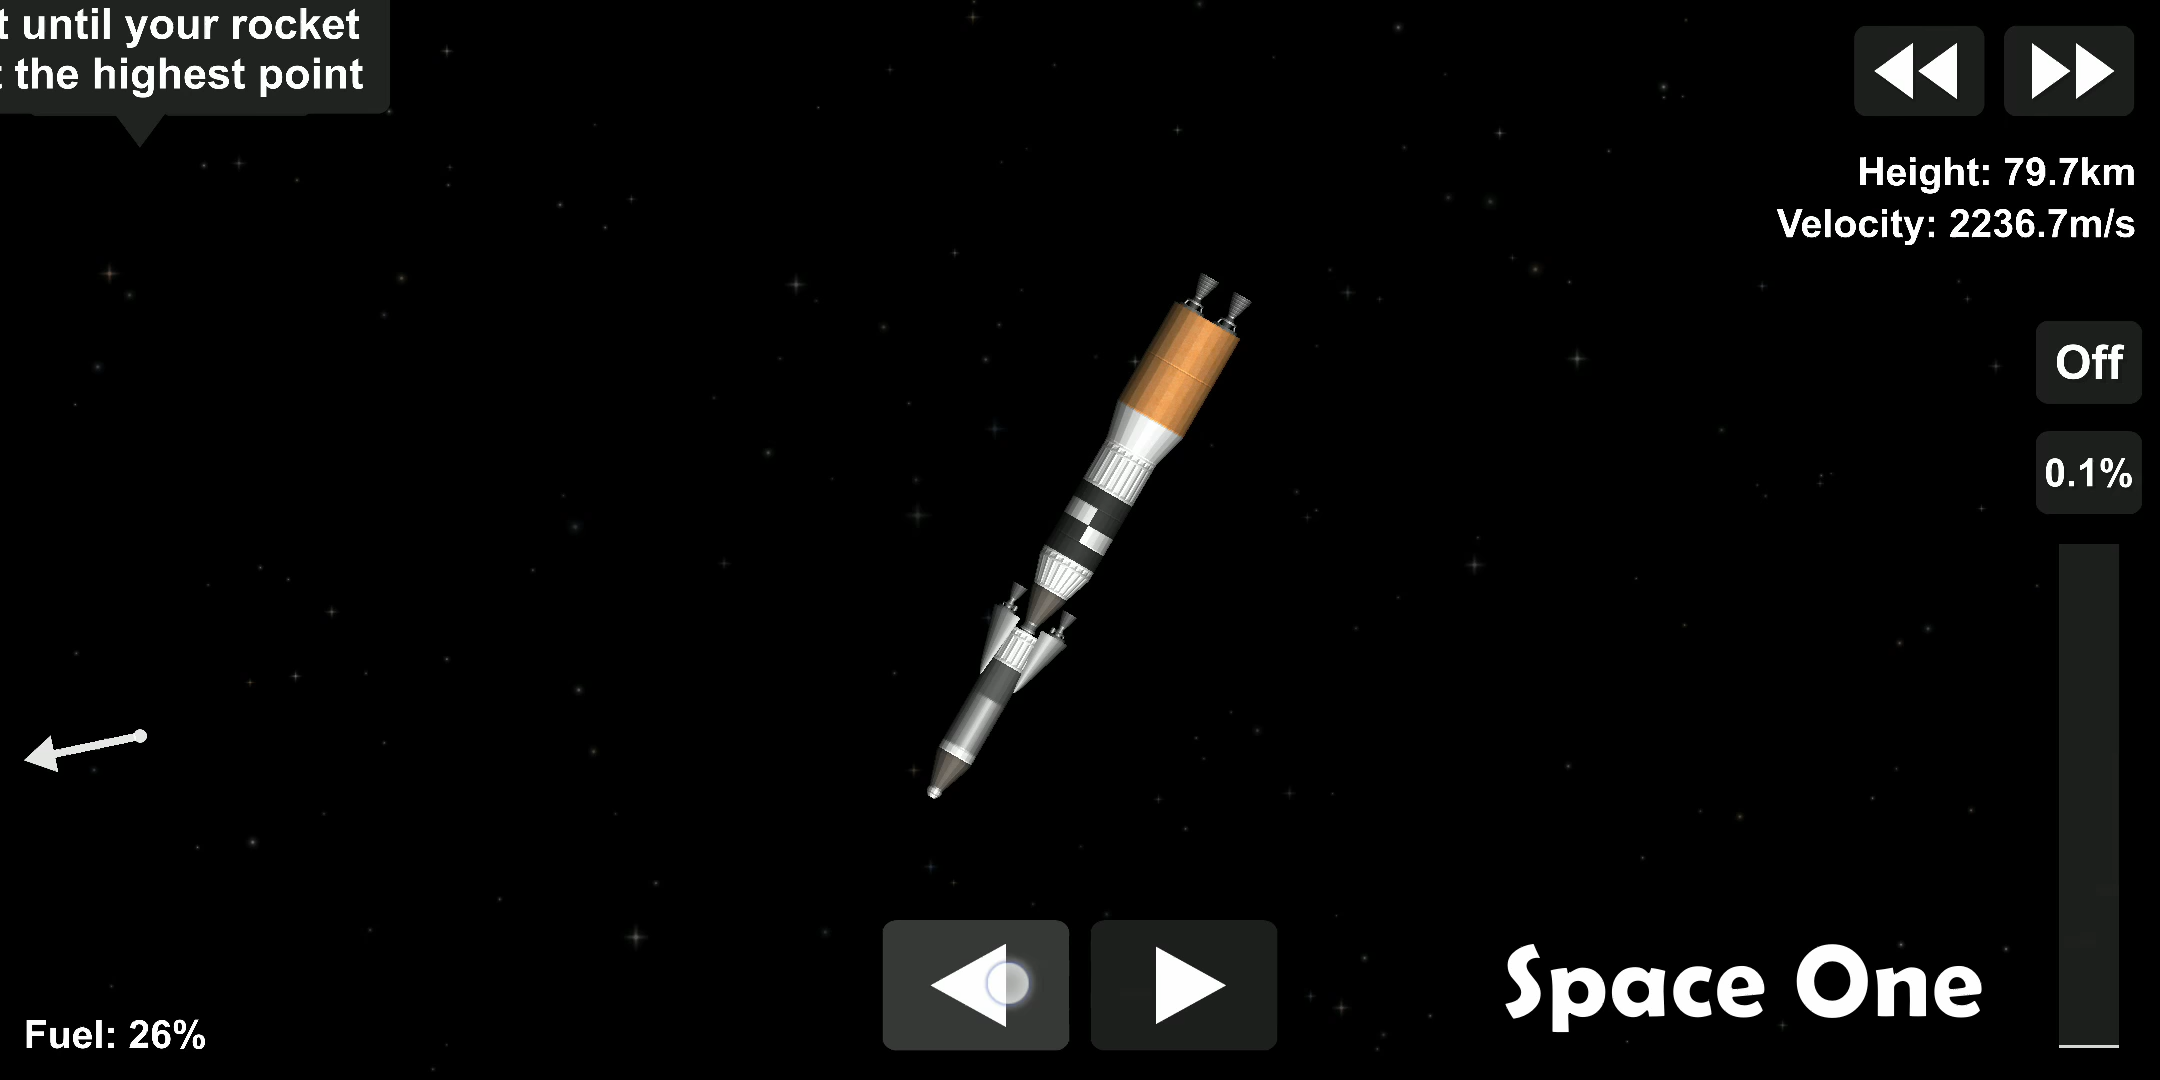 until your rocket
the highest point
Height: 79.7km
Velocity: 2236.7m/s
Off
0.1%
Space One
Fuel: 26%